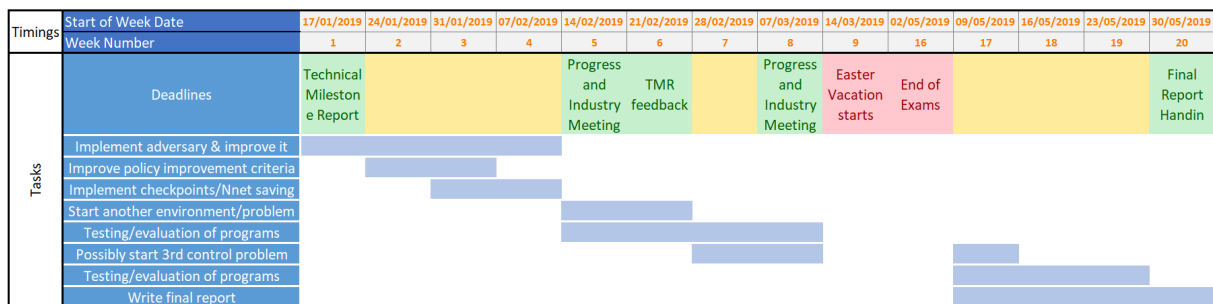 Timings
Start of Week Date 17/01/2019 24/01/2019 31/01/2019 07/02/2019 14/02/2019 21/02/2019 28/02/2019 07/03/2019 14/03/2019 02/05/2019 09/05/2019 16/05/2019 23/05/2019 30/05/2019
Week Number 1 2 3 4 5 6 7 8 9 16 17 18 19 20
Tasks
Deadlines
Technical
Mileston
e Report
Progress
and
Industry
Meeting
TMR
feedback
Progress
and
Industry
Meeting
Easter
Vacation
starts
End of
Exams
Final
Report
Handin
Implement adversary & improve it
Improve policy improvement criteria
Implement checkpoints/Nnet saving
Start another environment/problem
Testing/evaluation of programs
Possibly start 3rd control problem
Testing/evaluation of programs
Write final report